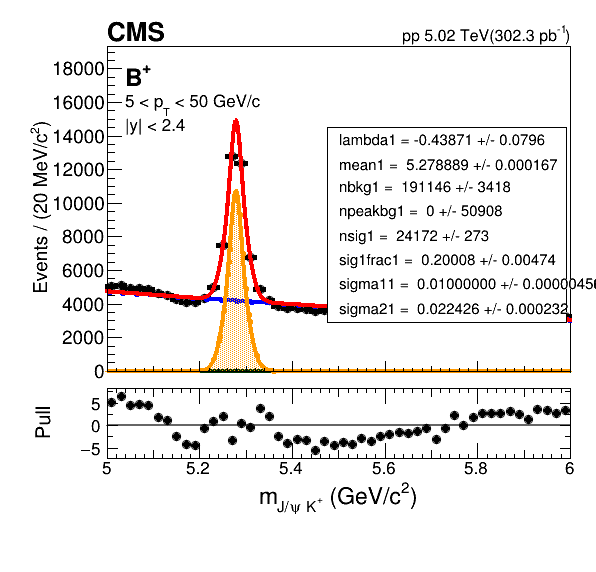 CMS
pp 5.02 TeV(302.3 pb-1)
B+
5 < pT < 50 GeV/c
|y| < 2.4
lambda1 = -0.43871 +/- 0.0796
mean1 = 5.278889 +/- 0.000167
nbkg1 = 191146 +/- 3418
npeakbg1 = 0 +/- 50908
nsig1 = 24172 +/- 273
sig1frac1 = 0.20008 +/- 0.00474
sigma11 = 0.01000000 +/- 0.00000456
sigma21 = 0.022426 +/- 0.000232
Events / (20 MeV/c2)
18000
16000
14000
12000
10000
8000
6000
4000
2000
0
Pull
5
0
−5
5
5.2
5.4
5.6
5.8
6
mJ/ψ K+ (GeV/c2)